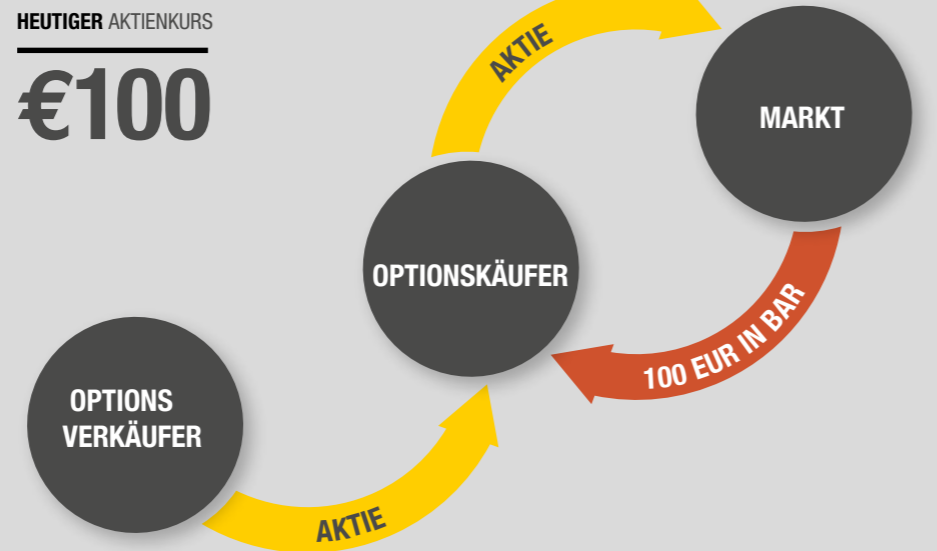 HEUTIGER AKTIENKURS
€100
AKTIE
MARKT
OPTIONSKÄUFER
100 EUR IN BAR
OPTIONS
VERKÄUFER
AKTIE